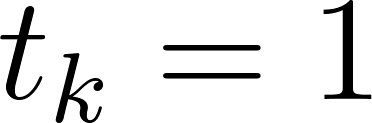 t_k = 1